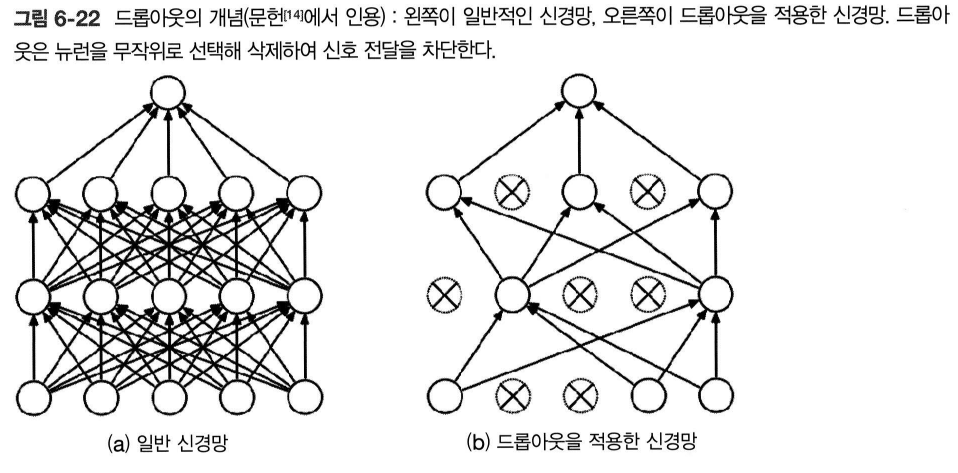 그림 6-22 드롭아웃의 개념(문헌[14]에서 인용) : 왼쪽이 일반적인 신경망, 오른쪽이 드롭아웃을 적용한 신경망. 드롭아
웃은 뉴런을 무작위로 선택해 삭제하여 신호 전달을 차단한다.
(a) 일반 신경망
(b) 드롭아웃을 적용한 신경망